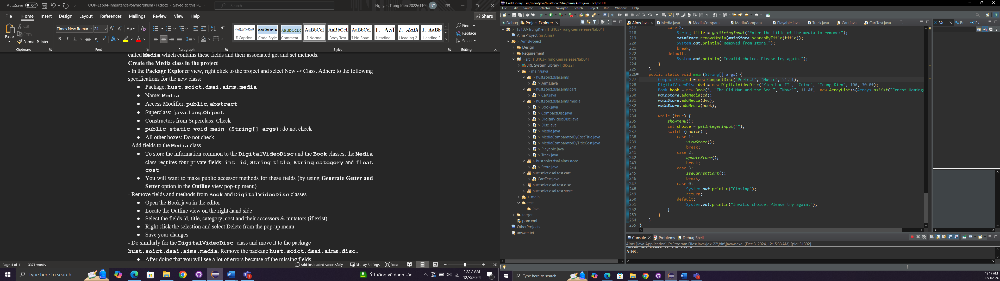 AutoSave Off OOP-Lab04-InheritancePolymorphism (1).docx - Saved to this PC Search Nguyen Trung Kien 20226110 NT
File Home Insert Design Layout References Mailings Review View Help Share
Paste Cut Copy Format Painter
Times New Roman 24
AaBbCcDdE AaBbCcDc AaBbCcDc AaBbCcI AaBbCcI AaBbCcI 1. AaI 1. AaBl 1. AaBb(
¶ Caption Code Style Comment... ¶ Normal Body Text ¶ No Spac... Heading 1 Heading 2 Heading 3
Find Replace Select
Clipboard Font Paragraph Styles Editing
called Media which contains these fields and their associated get and set methods.
Create the Media class in the project
- In the Package Explorer view, right click to the project and select New -> Class. Adhere to the following
specifications for the new class:
● Package: hust.soict.dsai.aims.media
● Name: Media
● Access Modifier: public, abstract
● Superclass: java.lang.Object
● Constructors from Superclass: Check
● public static void main (String[] args): do not check
● All other boxes: Do not check
- Add fields to the Media class
● To store the information common to the DigitalVideoDisc and the Book classes, the Media
class requires four private fields: int id, String title, String category and float
cost
● You will want to make public accessor methods for these fields (by using Generate Getter and
Setter option in the Outline view pop-up menu)
- Remove fields and methods from Book and DigitalVideoDisc classes
● Open the Book.java in the editor
● Locate the Outline view on the right-hand side
● Select the fields id, title, category, cost and their accessors & mutators (if exist)
● Right click the selection and select Delete from the pop-up menu
● Save your changes
- Do similarly for the DigitalVideoDisc class and move it to the package
hust.soict.dsai.aims.media. Remove the package hust.soict.dsai.aims.disc.
● After doing that you will see a lot of errors because of the missing fields
Page 4 of 11 3371 words Add-ins loaded successfully Display Settings Focus 110%
Type here to search Ý tưởng về danh sác... 12:17 AM
12/3/2024
CodeLibrary - src/main/java/hust/soict/dsai/aims/Aims.java - Eclipse IDE
File Edit Source Refactor Navigate Search Project Run Window Help
Debug Project Explorer
> IT3103-TrungKien [IT3103-TrungKien release/lab04]
AimsProject (in Aims)
> AimsProject
> Design
> Requirement
> src [IT3103-TrungKien release/lab04]
JRE System Library [jdk-22]
> main/java
> hust.soict.dsai.aims
> Aims.java
> hust.soict.dsai.aims.cart
> Cart.java
> hust.soict.dsai.aims.media
> Book.java
> CompactDisc.java
> DigitalVideoDisc.java
> Disc.java
> Media.java
> MediaComparatorByCostTitle.java
> MediaComparatorByTitleCost.java
> Playable.java
> Track.java
> hust.soict.dsai.aims.store
> Store.java
hust.soict.dsai.test.cart
CartTest.java
hust.soict.dsai.test.disc
hust.soict.dsai.test.store
> main
test
java
target
pom.xml
OtherProjects
answer.txt
Aims.java Media.java MediaCompara... MediaCompara... Playable.java Track.java Cart.java CartTest.java Va... Br... Ex...
217 case 2:
218 String title = getStringInput("Enter the title of the media to remove:");
219 mainStore.removeMedia(mainStore.searchByTitle(title));
220 System.out.println("Removed from store.");
221 break;
222 default:
223 System.out.println("Invalid choice. Please try again.");
224 }
225 }
226 public static void main(String[] args) {
227 CompactDisc cd = new CompactDisc("Perfect", "Music", 51.5f);
228 DigitalVideoDisc dvd = new DigitalVideoDisc("Kien hoc IT", "Crime", "Trung Kien", 106, 30.0f);
229 Book book = new Book(5, "The Old Man and the Sea ", "Novel", 11.4f, new ArrayList<>(Arrays.asList("Ernest Hemingw
230 mainStore.addMedia(cd);
231 mainStore.addMedia(dvd);
232 mainStore.addMedia(book);
233
234 while (true) {
235 showMenu();
236 int choice = getIntegerInput("");
237 switch (choice) {
238 case 1:
239 viewStore();
240 break;
241 case 2:
242 updateStore();
243 break;
244 case 3:
245 seeCurrentCart();
246 break;
247 case 0:
248 System.out.println("Closing");
249 return;
250 default:
251 System.out.println("Invalid choice. Please try again.");
252 }
253 }
254 }
255 }
Console Problems Debug Shell
Aims [Java Application] C:\Program Files\Java\jdk-22\bin\javaw.exe (Dec 3, 2024, 12:15:33 AM) [pid: 31392]
Added the media to the store
AIMS:
--------------------------------
Type here to search 12:17 AM
12/3/2024